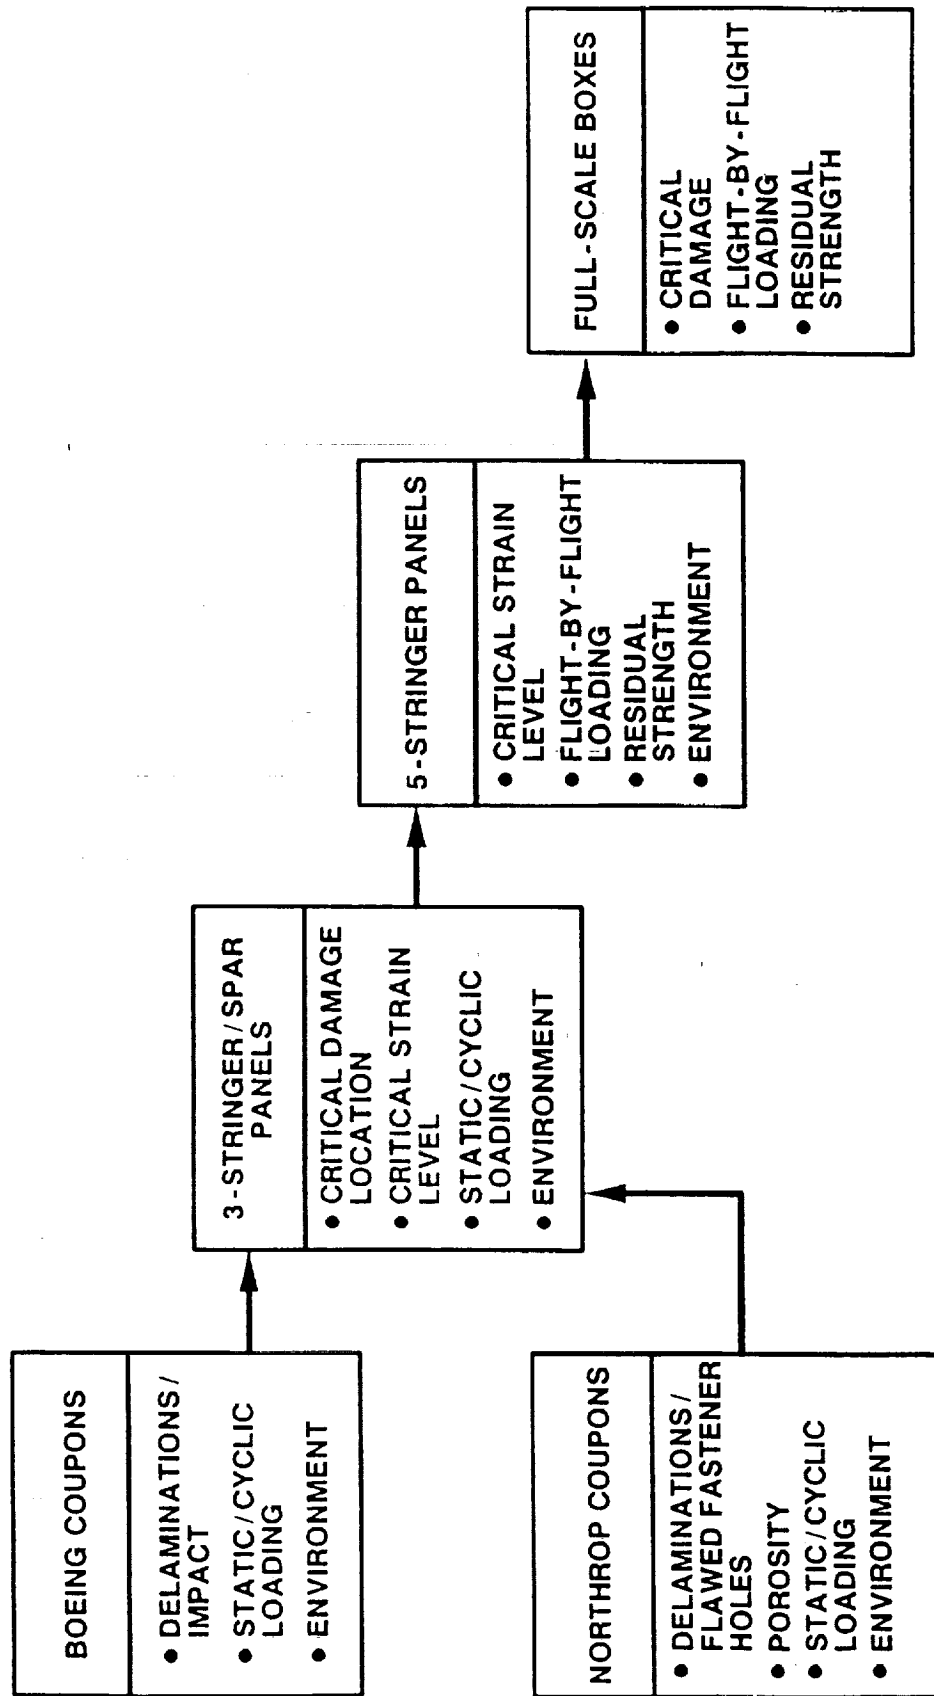 BOEING COUPONS
• DELAMINATIONS/
IMPACT
• STATIC/CYCLIC
LOADING
• ENVIRONMENT
NORTHROP COUPONS
• DELAMINATIONS/
FLAWED FASTENER
HOLES
• POROSITY
• STATIC/CYCLIC
LOADING
• ENVIRONMENT
3-STRINGER/SPAR
PANELS
• CRITICAL DAMAGE
LOCATION
• CRITICAL STRAIN
LEVEL
• STATIC/CYCLIC
LOADING
• ENVIRONMENT
5-STRINGER PANELS
• CRITICAL STRAIN
LEVEL
• FLIGHT-BY-FLIGHT
LOADING
• RESIDUAL
STRENGTH
• ENVIRONMENT
FULL-SCALE BOXES
• CRITICAL
DAMAGE
• FLIGHT-BY-FLIGHT
LOADING
• RESIDUAL
STRENGTH